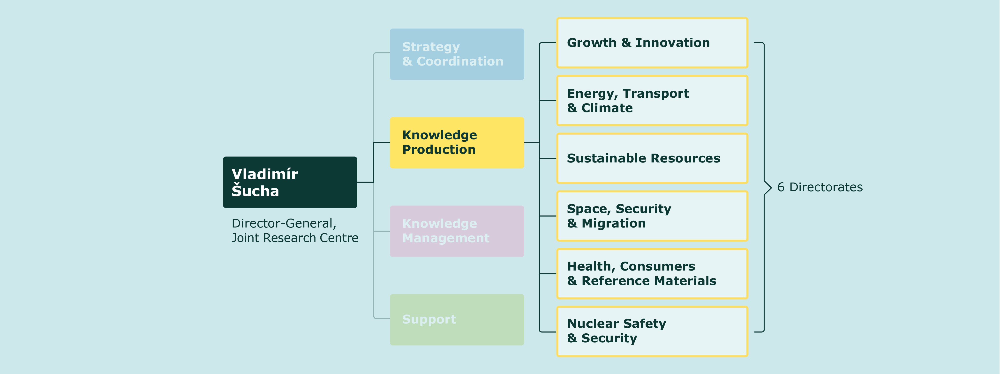 Vladimír
Šucha
Director-General,
Joint Research Centre
Strategy
& Coordination
Knowledge
Production
Knowledge
Management
Support
Growth & Innovation
Energy, Transport
& Climate
Sustainable Resources
Space, Security
& Migration
Health, Consumers
& Reference Materials
Nuclear Safety
& Security
6 Directorates